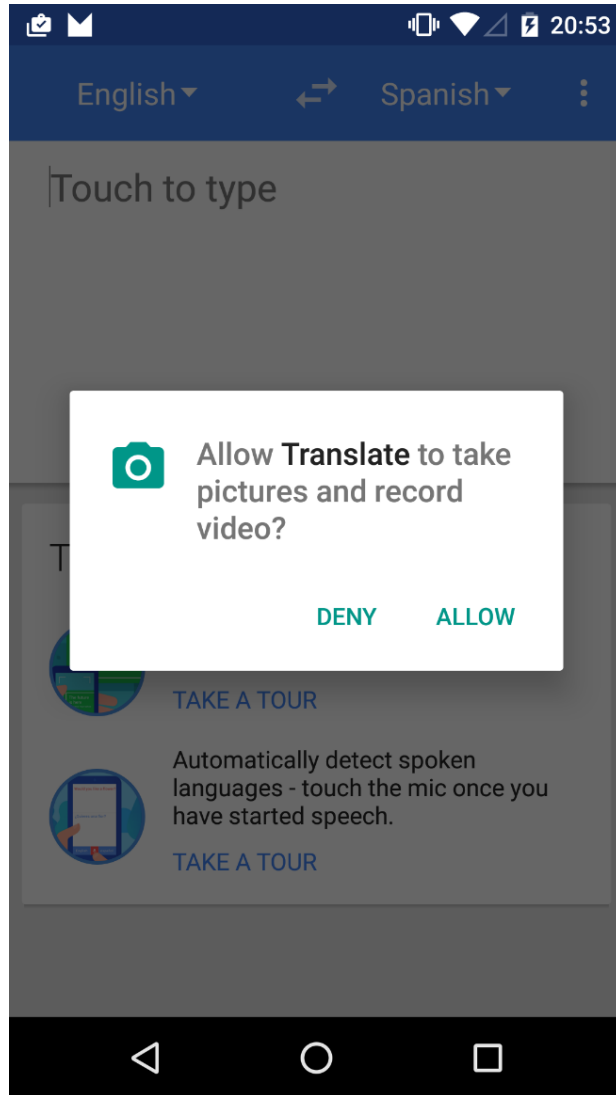 20:53
English
Spanish
Touch to type
Allow Translate to take
pictures and record
video?
DENY
ALLOW
T
TAKE A TOUR
Automatically detect spoken
languages - touch the mic once you
have started speech.
TAKE A TOUR